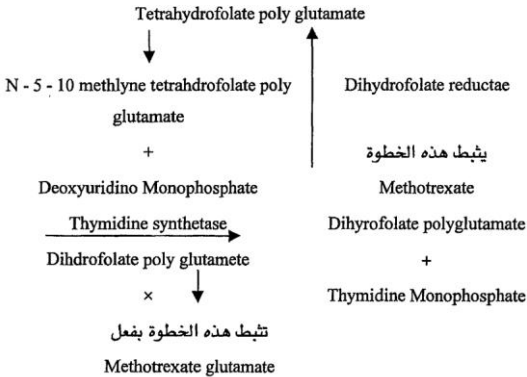 Tetrahydrofolate poly glutamate
N - 5 - 10 methlyne tetrahdrofolate poly
glutamate
+
Deoxyuridino Monophosphate
Thymidine synthetase
Dihdrofolate poly glutamete
×
تثبط هذه الخطوة بفعل
Methotrexate glutamate
Dihydrofolate reductae
يثبط هذه الخطوة
Methotrexate
Dihyrofolate polyglutamate
+
Thymidine Monophosphate